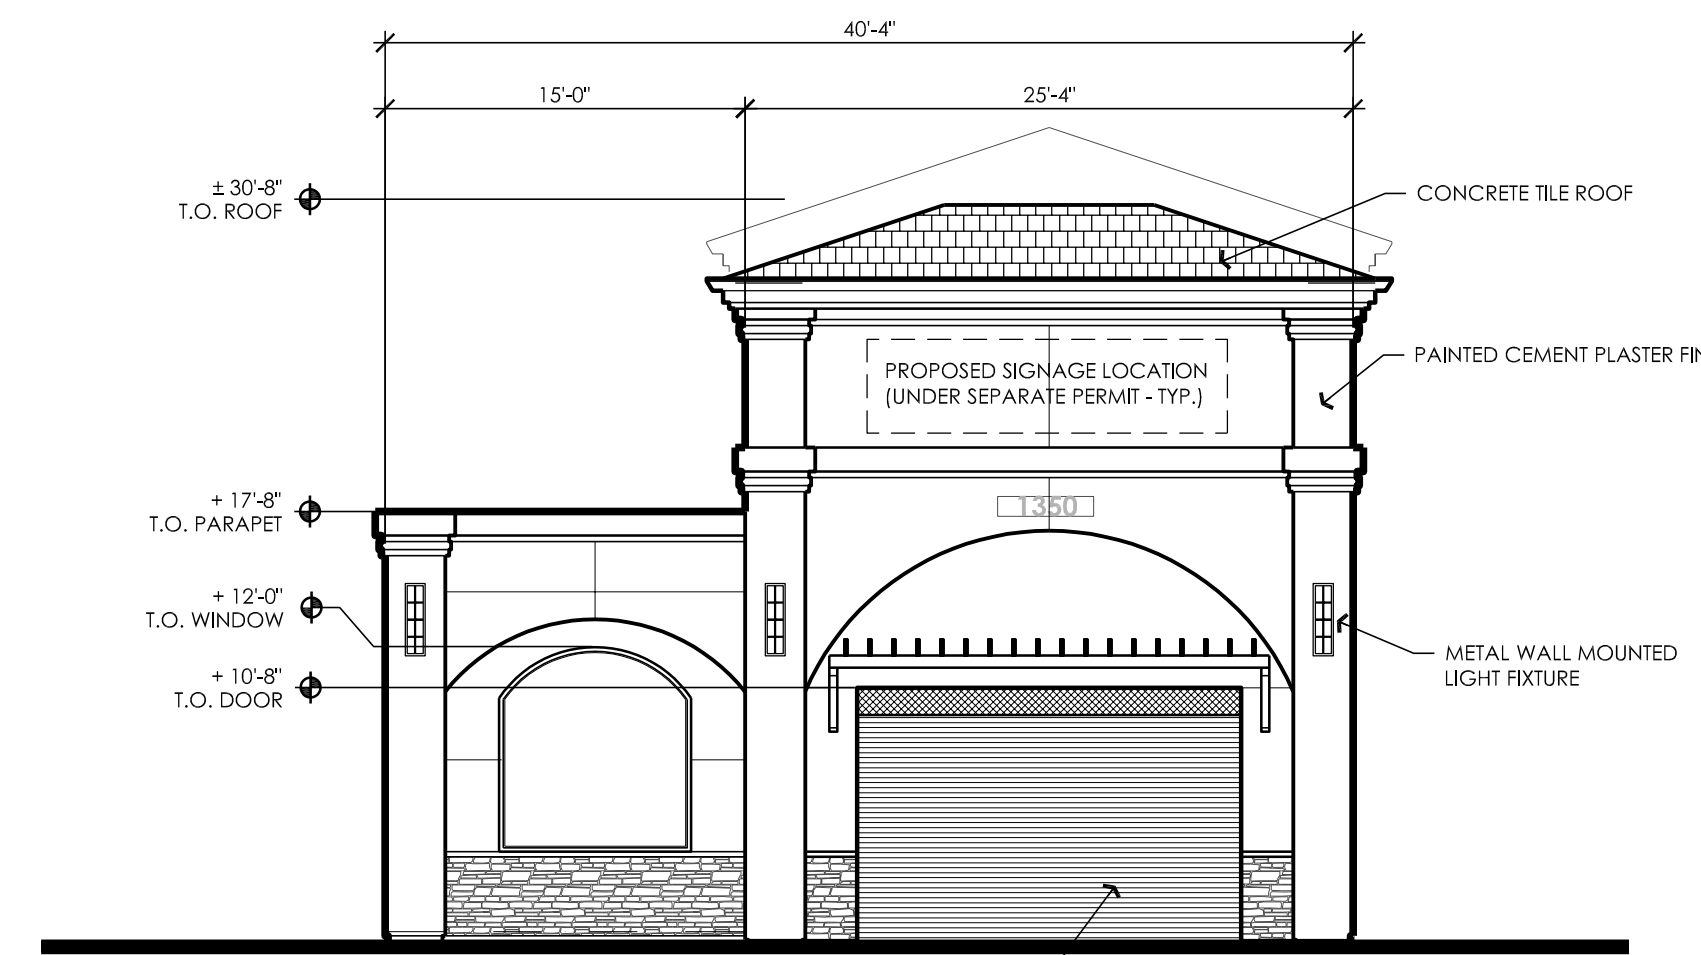 40'-4"
15'-0"
25'-4"
± 30'-8"
T.O. ROOF
CONCRETE TILE ROOF
PAINTED CEMENT PLASTER FIN
PROPOSED SIGNAGE LOCATION
(UNDER SEPARATE PERMIT - TYP.)
+ 17'-8"
T.O. PARAPET
1350
+ 12'-0"
T.O. WINDOW
METAL WALL MOUNTED
LIGHT FIXTURE
+ 10'-8"
T.O. DOOR